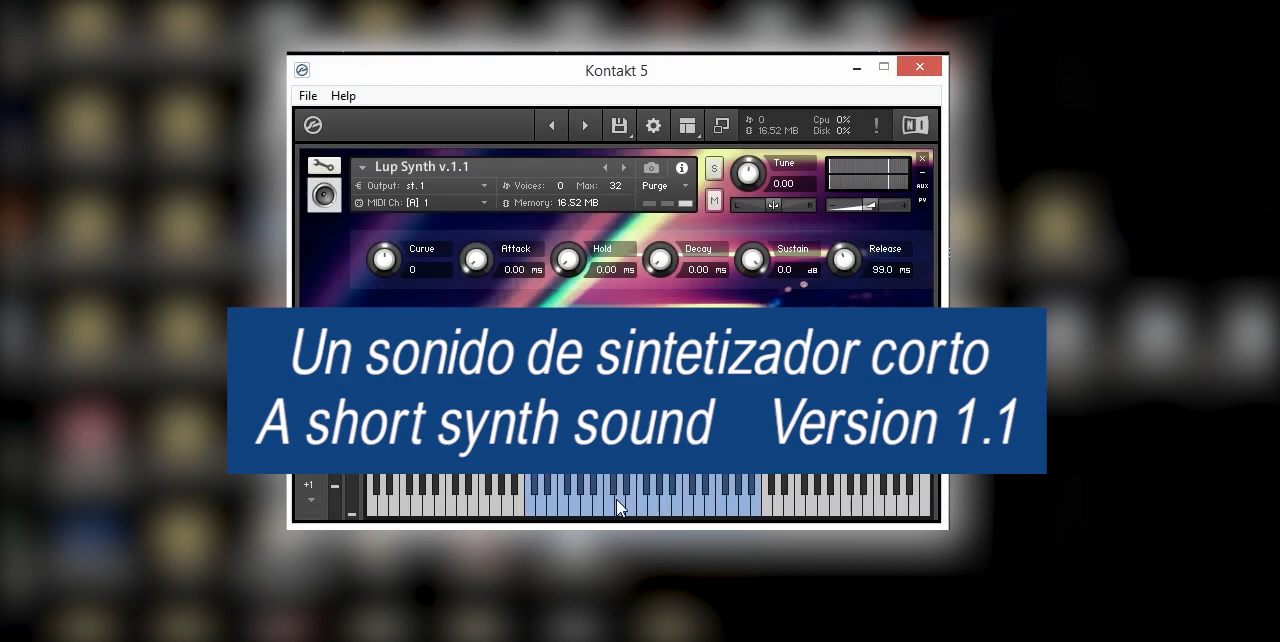 Kontakt 5
File Help
0
16.52 MB
Cpu 0%
Disk 0%
!
NI
Lup Synth v.1.1
Output: st. 1
Voices: 0 Max: 32
Purge
MIDI Ch: [A] 1
Memory: 16.52 MB
S
M
Tune
0.00
L R
- +
×
-
AUX
PV
Curve
0
Attack
0.00 ms
Hold
0.00 ms
Decay
0.00 ms
Sustain
0.0 dB
Release
99.0 ms
Un sonido de sintetizador corto
A short synth sound Version 1.1
+1